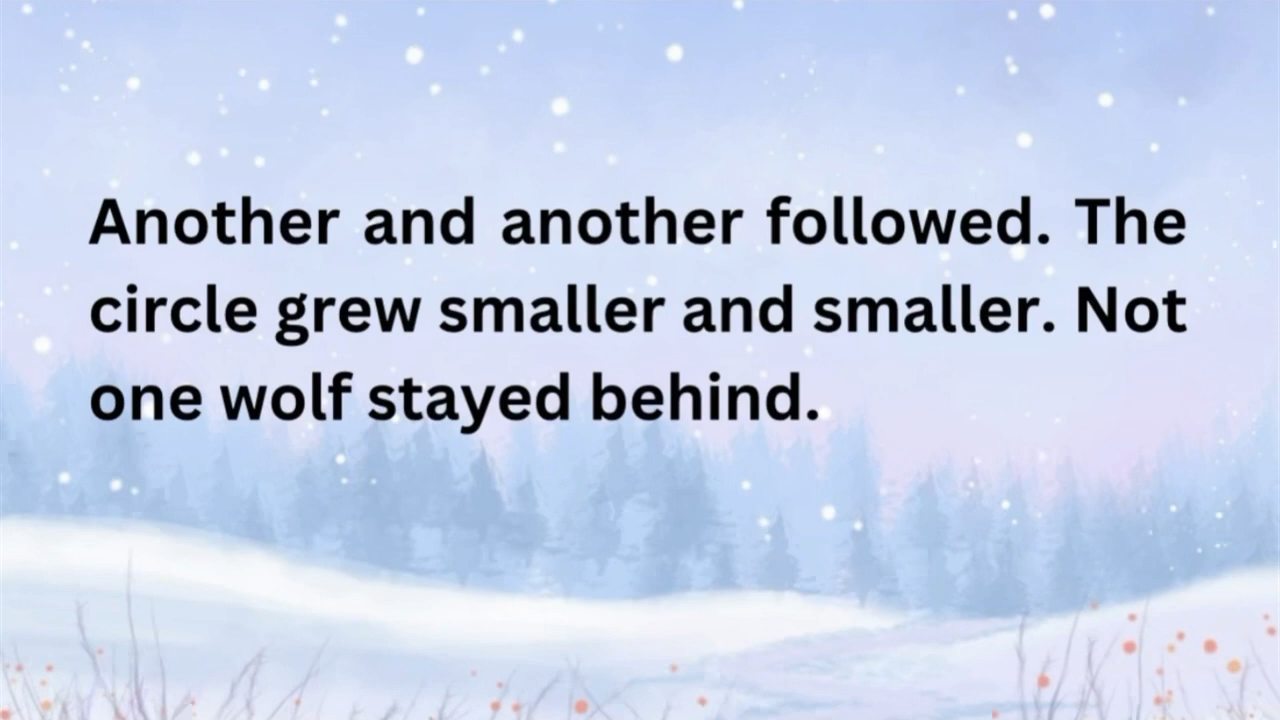 Another and another followed. The
circle grew smaller and smaller. Not
one wolf stayed behind.